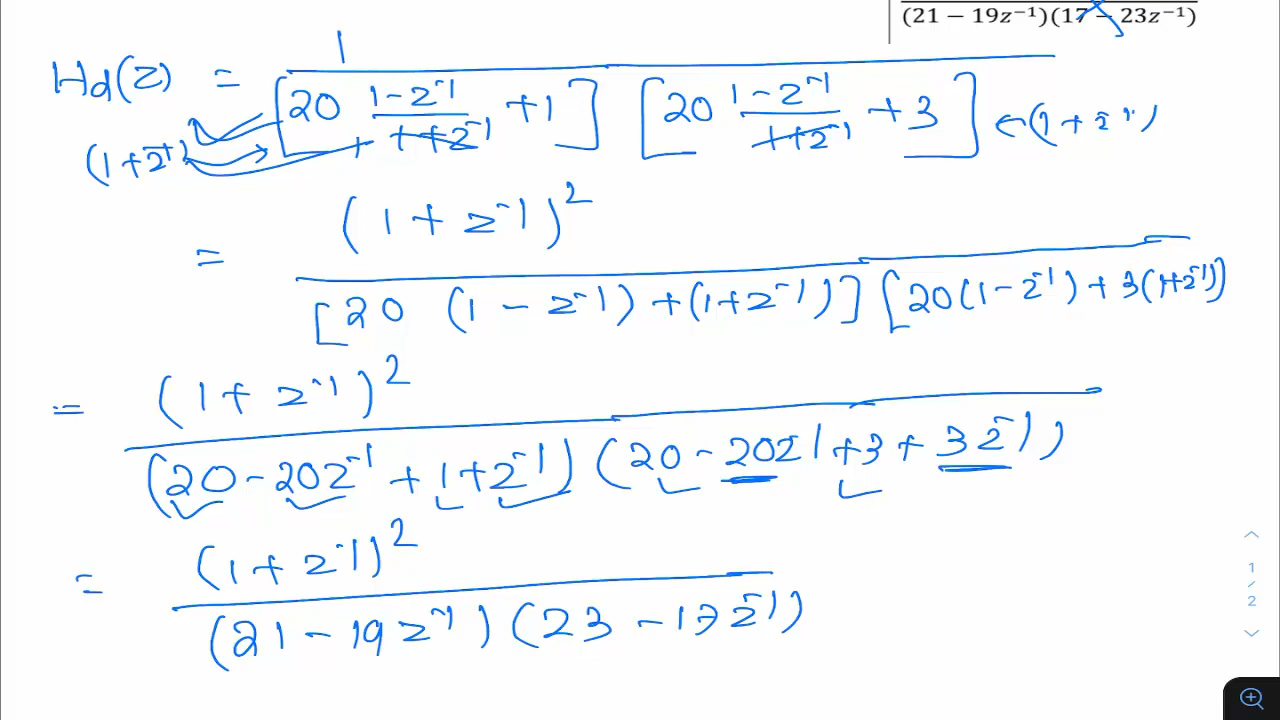 (21 − 19z⁻¹)(17 − 23z⁻¹)
1
Hd(z) = [20 1-z⁻¹ / 1+z⁻¹ +1] [20 1-z⁻¹ / 1+z⁻¹ + 3] ←(1+z⁻¹)
(1+z⁻¹)
(1+z⁻¹)²
= [20 (1-z⁻¹)+(1+z⁻¹)] [20(1-z⁻¹)+3(1+z⁻¹)]
(1+z⁻¹)²
= (20-20z⁻¹+1+z⁻¹)(20-20z⁻¹+3+3z⁻¹)
(1+z⁻¹)²
= (21-19z⁻¹)(23-17z⁻¹)
1
/
2